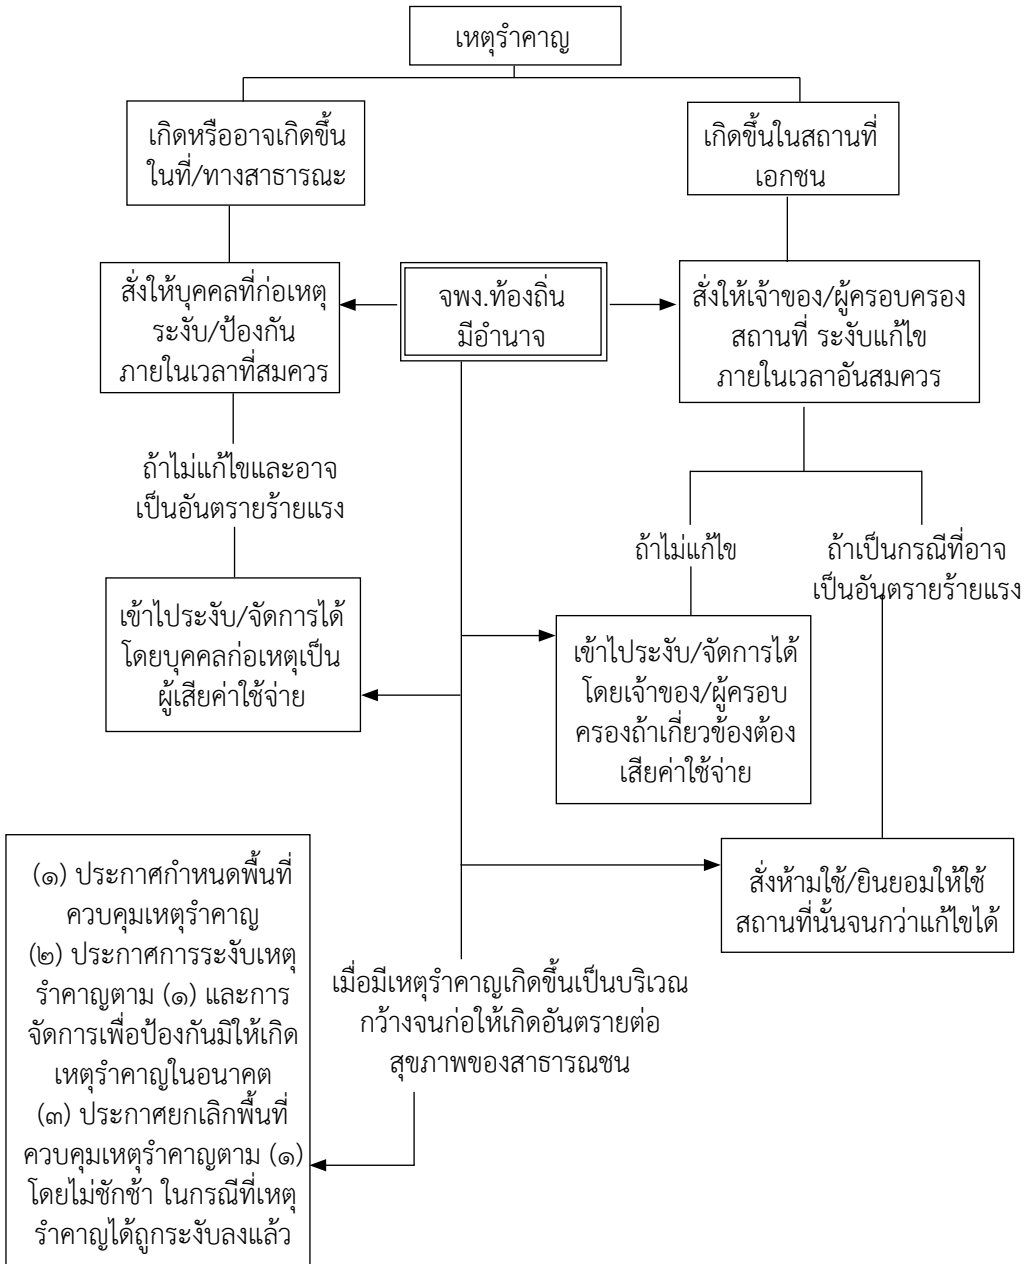 เหตุรำคาญ
เกิดหรืออาจเกิดขึ้น
ในที่/ทางสาธารณะ
เกิดขึ้นในสถานที่
เอกชน
สั่งให้บุคคลที่ก่อเหตุ
ระงับ/ป้องกัน
ภายในเวลาที่สมควร
จพง.ท้องถิ่น
มีอำนาจ
สั่งให้เจ้าของ/ผู้ครอบครอง
สถานที่ ระงับแก้ไข
ภายในเวลาอันสมควร
ถ้าไม่แก้ไขและอาจ
เป็นอันตรายร้ายแรง
ถ้าไม่แก้ไข
ถ้าเป็นกรณีที่อาจ
เป็นอันตรายร้ายแรง
เข้าไประงับ/จัดการได้
โดยบุคคลก่อเหตุเป็น
ผู้เสียค่าใช้จ่าย
เข้าไประงับ/จัดการได้
โดยเจ้าของ/ผู้ครอบ
ครองถ้าเกี่ยวข้องต้อง
เสียค่าใช้จ่าย
สั่งห้ามใช้/ยินยอมให้ใช้
สถานที่นั้นจนกว่าแก้ไขได้
เมื่อมีเหตุรำคาญเกิดขึ้นเป็นบริเวณ
กว้างจนก่อให้เกิดอันตรายต่อ
สุขภาพของสาธารณชน
(๑) ประกาศกำหนดพื้นที่
ควบคุมเหตุรำคาญ
(๒) ประกาศการระงับเหตุ
รำคาญตาม (๑) และการ
จัดการเพื่อป้องกันมิให้เกิด
เหตุรำคาญในอนาคต
(๓) ประกาศยกเลิกพื้นที่
ควบคุมเหตุรำคาญตาม (๑)
โดยไม่ชักช้า ในกรณีที่เหตุ
รำคาญได้ถูกระงับลงแล้ว